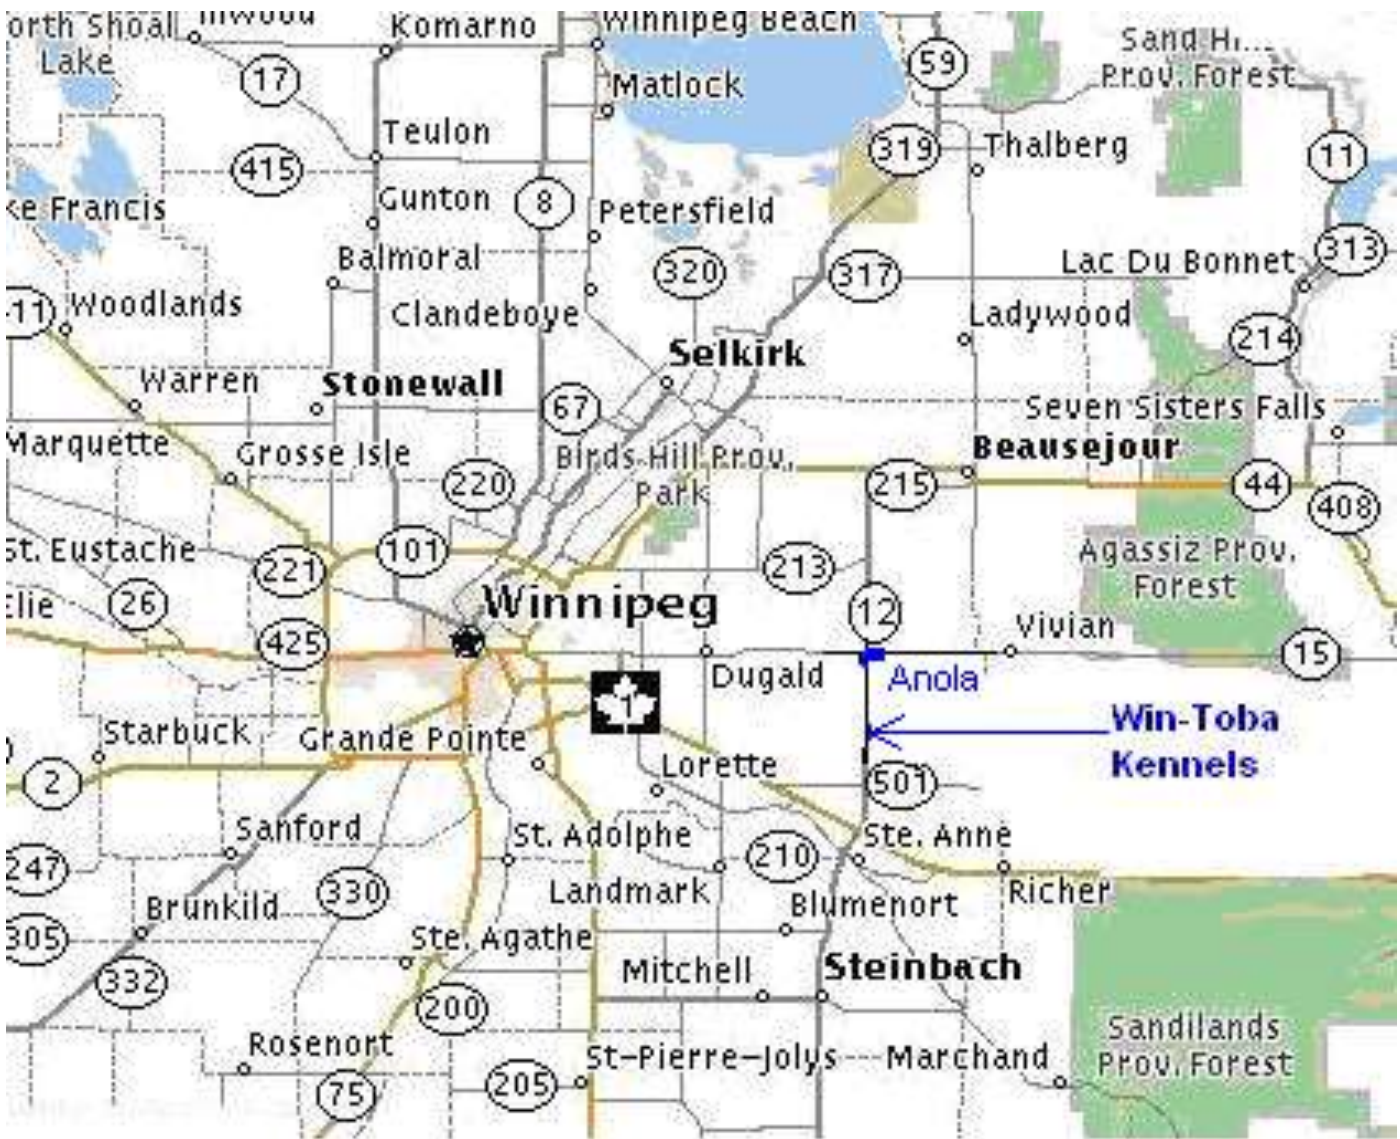 Komarno
Winnipeg Beach
59
Sand Hi...
Prov. Forest
Lake
17
Matlock
Teulon
319
Thalberg
11
415
Gunton
8
Petersfield
Balmoral
320
317
Lac Du Bonnet
313
11
Woodlands
Clandeboye
Ladywood
214
Selkirk
Warren
Stonewall
67
Seven Sisters Falls
Marquette
Grosse Isle
Birds Hill Prov.
Park
Beausejour
220
215
44
408
St. Eustache
101
221
213
Agassiz Prov.
Forest
26
Winnipeg
12
425
Vivian
15
Dugald
Anola
1
Starbuck
Grande Pointe
Win-Toba
Kennels
2
Lorette
501
Sanford
St. Adolphe
210
Ste. Anne
247
330
Landmark
Blumenort
Richer
Brunkild
305
Ste. Agathe
332
Mitchell
Steinbach
200
Rosenort
St-Pierre-Jolys
Marchand
Sandilands
Prov. Forest
75
205